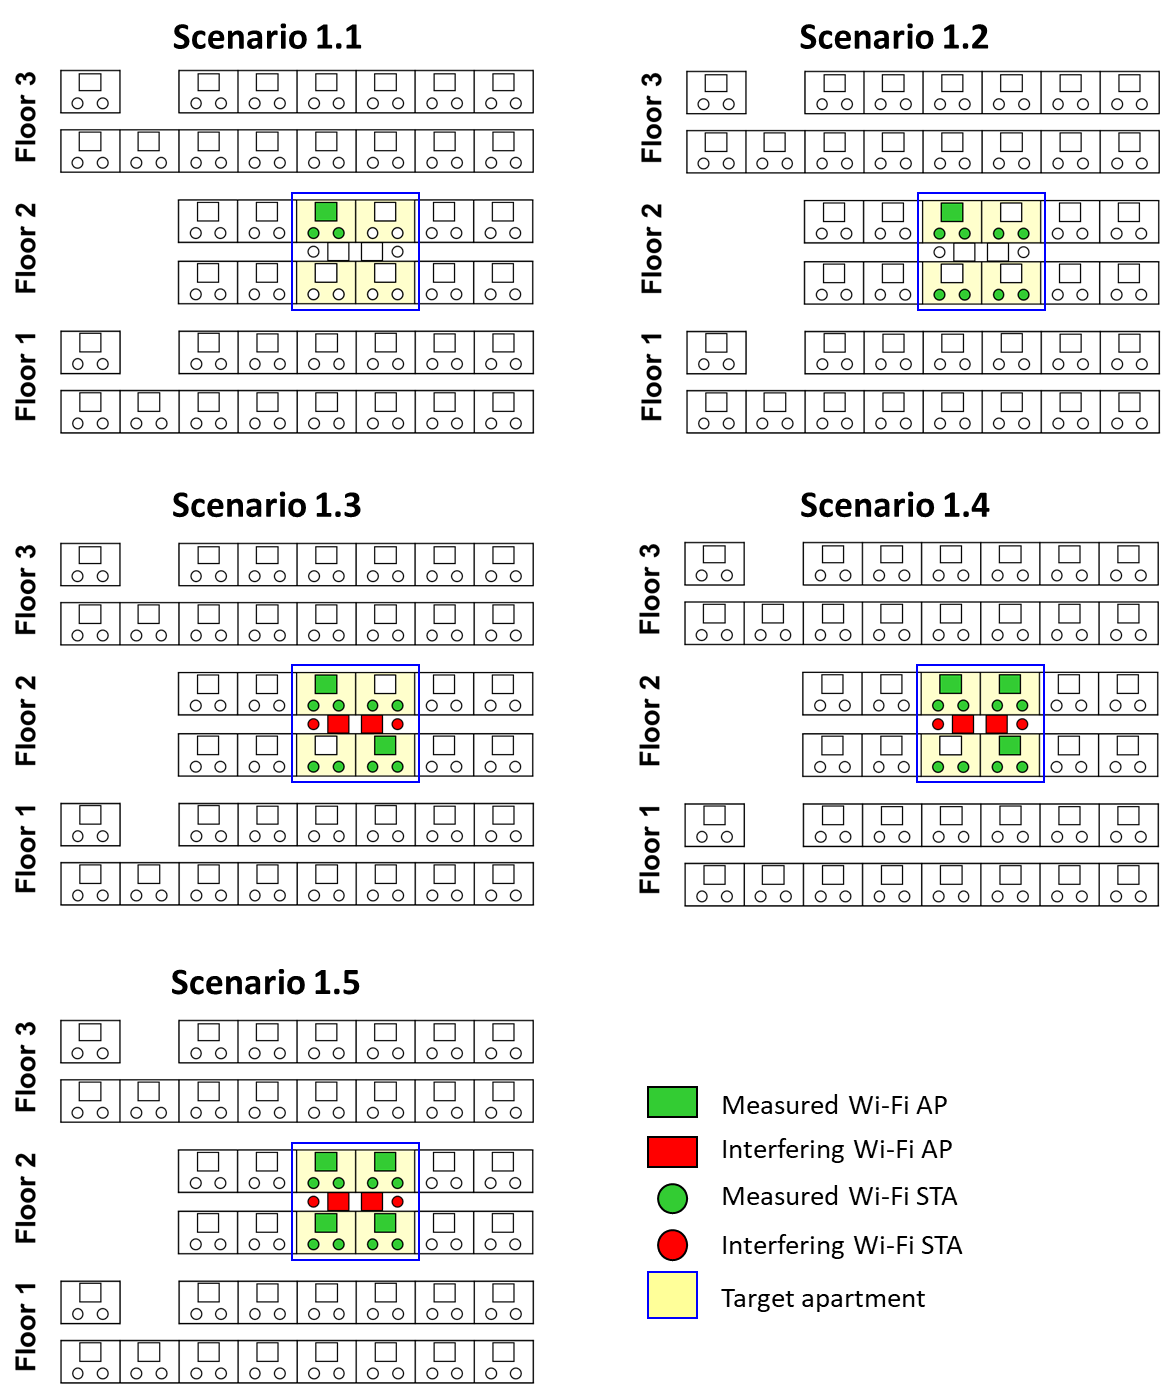 Scenario 1.1
Floor 3
Floor 2
Floor 1
Scenario 1.2
Floor 3
Floor 2
Floor 1
Scenario 1.3
Floor 3
Floor 2
Floor 1
Scenario 1.4
Floor 3
Floor 2
Floor 1
Scenario 1.5
Floor 3
Floor 2
Floor 1
Measured Wi-Fi AP
Interfering Wi-Fi AP
Measured Wi-Fi STA
Interfering Wi-Fi STA
Target apartment